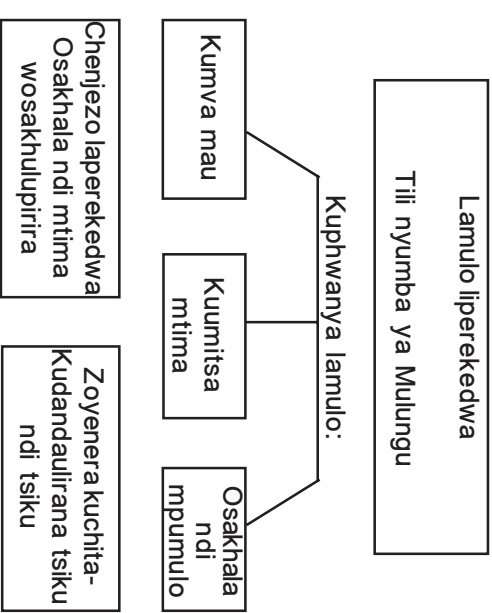 Lamulo liperekedwa
Tili nyumba ya Mulungu
Kuphwanya lamulo:
Kumva mau
Kuumitsa
mtima
Osakhala
ndi
mpumulo
Chenjezo laperekedwa
Osakhala ndi mtima
wosakhulupirira
Zoyenera kuchita-
Kudandaulirana tsiku
ndi tsiku